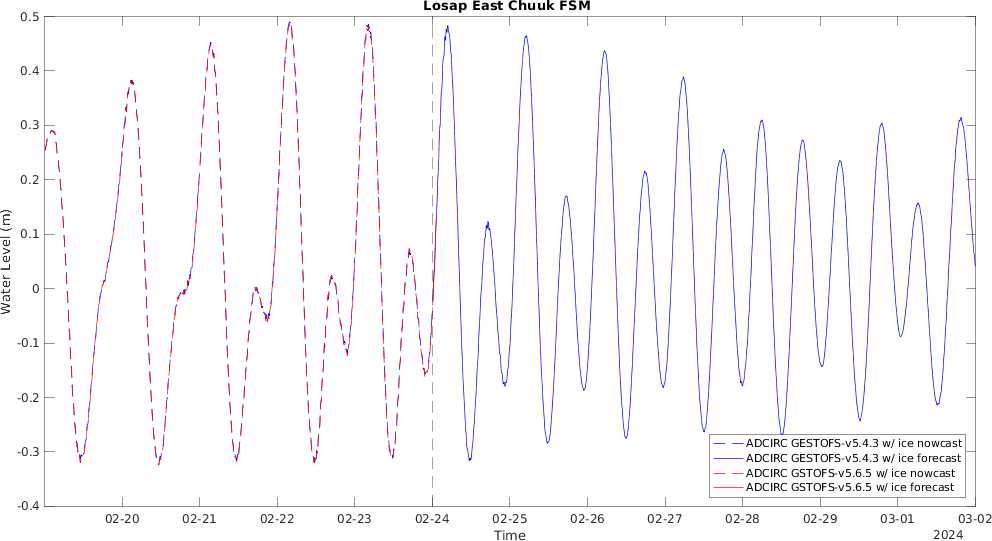 Losap East Chuuk FSM
0.5
0.4
0.3
0.2
0.1
0
-0.1
-0.2
-0.3
-0.4
Water Level (m)
ADCIRC GESTOFS-v5.4.3 w/ ice nowcast
ADCIRC GESTOFS-v5.4.3 w/ ice forecast
ADCIRC GSTOFS-v5.6.5 w/ ice nowcast
ADCIRC GSTOFS-v5.6.5 w/ ice forecast
02-20 02-21 02-22 02-23 02-24 02-25 02-26 02-27 02-28 02-29 03-01 03-02
Time
2024